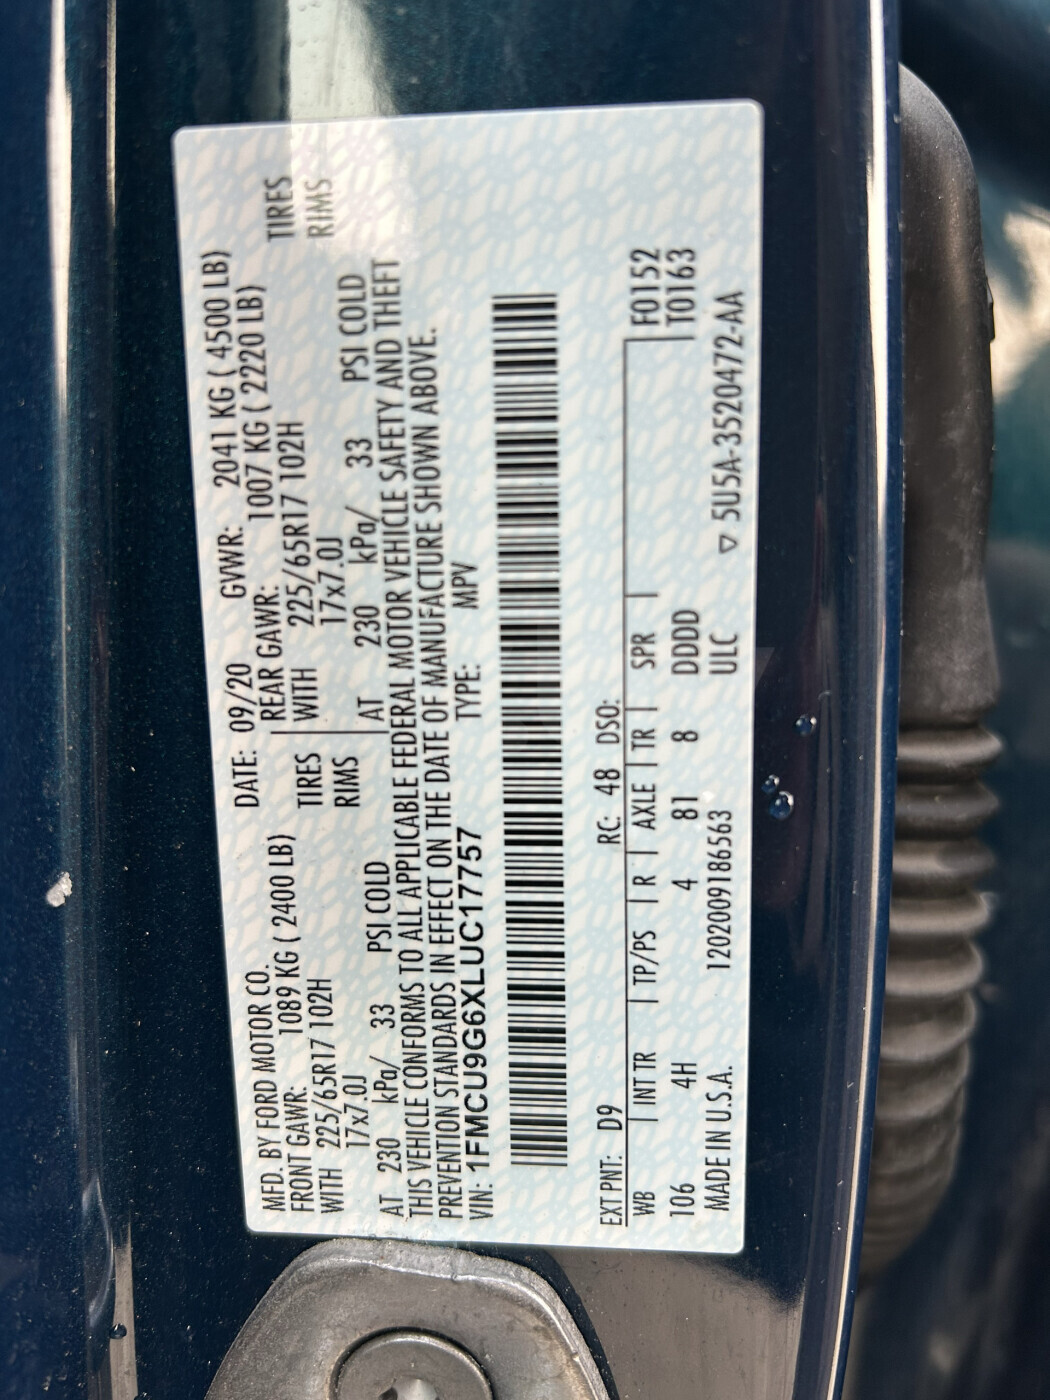 MFD. BY FORD MOTOR CO. DATE: 09/20 GVWR: 2041 KG ( 4500 LB)
FRONT GAWR: 1089 KG ( 2400 LB) REAR GAWR: 1007 KG ( 2220 LB)
WITH 225/65R17 102H TIRES WITH 225/65R17 102H TIRES
17x7.0J RIMS 17x7.0J RIMS
AT 230 kPa/ 33 PSI COLD AT 230 kPa/ 33 PSI COLD
THIS VEHICLE CONFORMS TO ALL APPLICABLE FEDERAL MOTOR VEHICLE SAFETY AND THEFT
PREVENTION STANDARDS IN EFFECT ON THE DATE OF MANUFACTURE SHOWN ABOVE.
VIN: 1FMCU9G6XLUC17757 TYPE: MPV
EXT PNT: D9 RC: 48 DSO:
WB INT TR TP/PS R AXLE TR SPR F0152
106 4H 4 81 8 DDDD T0163
MADE IN U.S.A. 12020091​86563 ULC ▽ 5U5A-3520472-AA